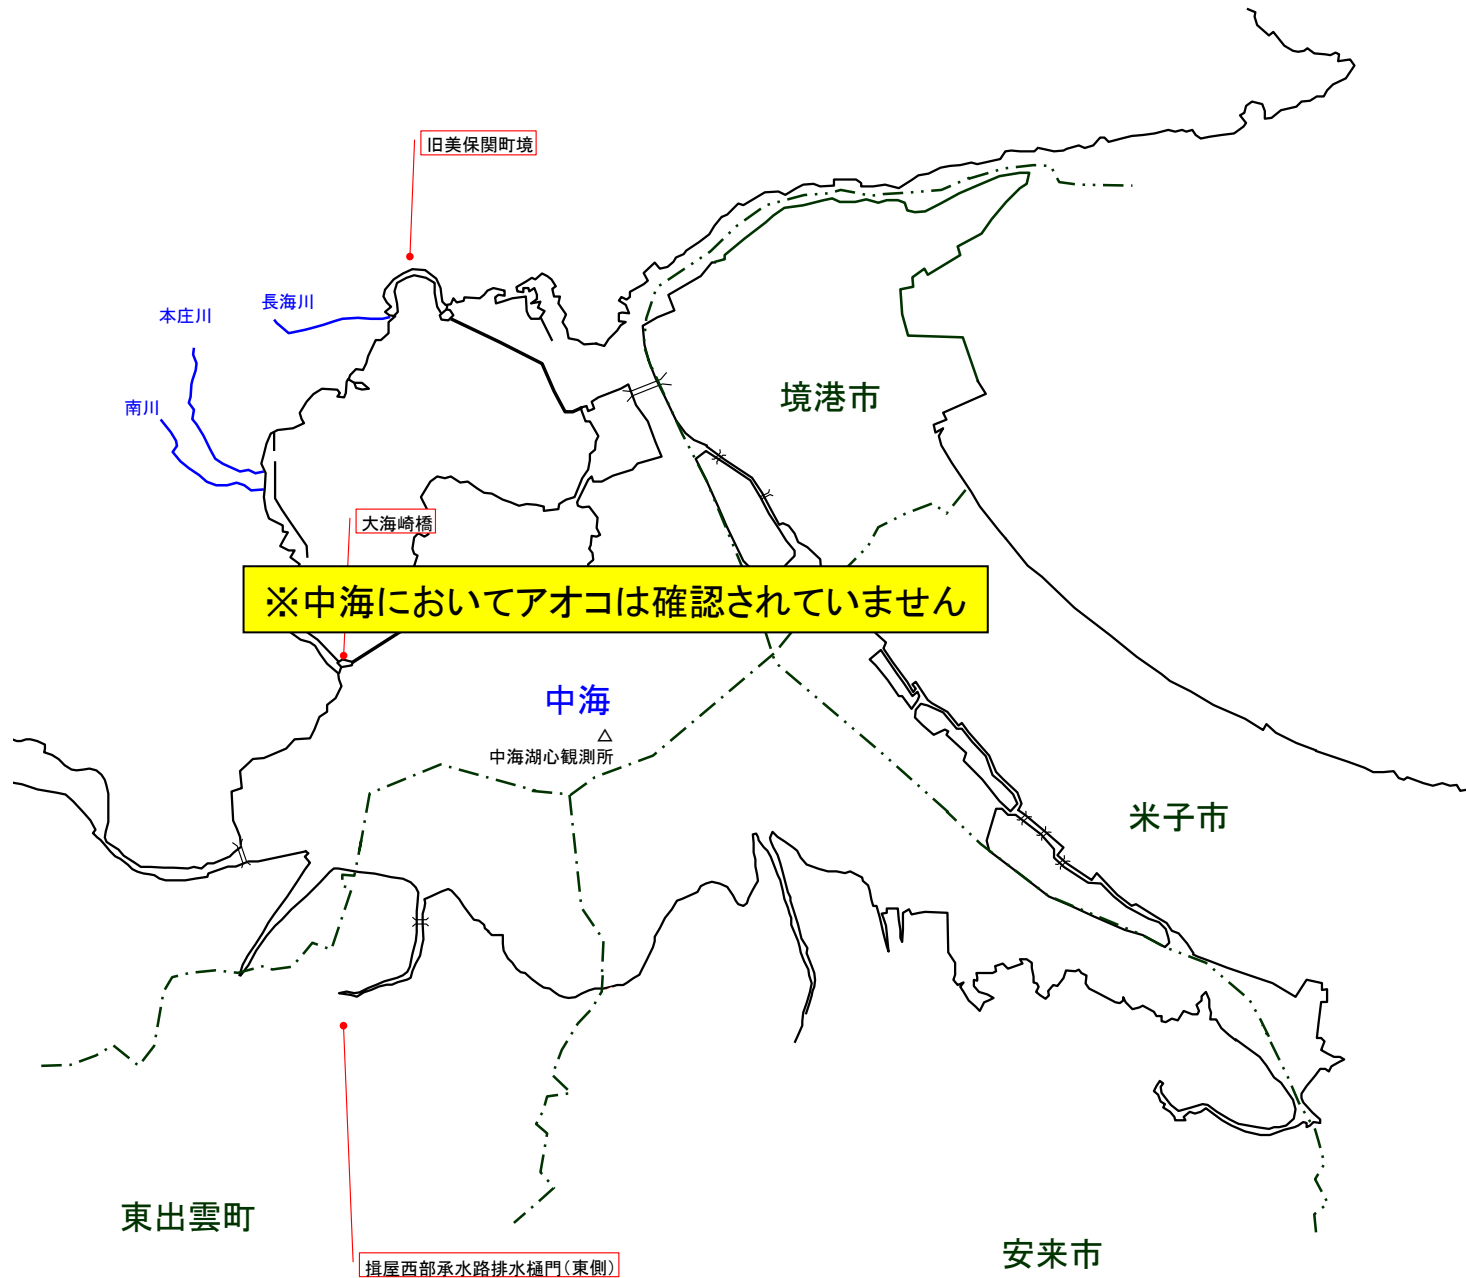 旧美保関町境
長海川
本庄川
境港市
南川
大海崎橋
※中海においてアオコは確認されていません
中海
△
中海湖心観測所
米子市
東出雲町
安来市
揖屋西部承水路排水樋門（東側）